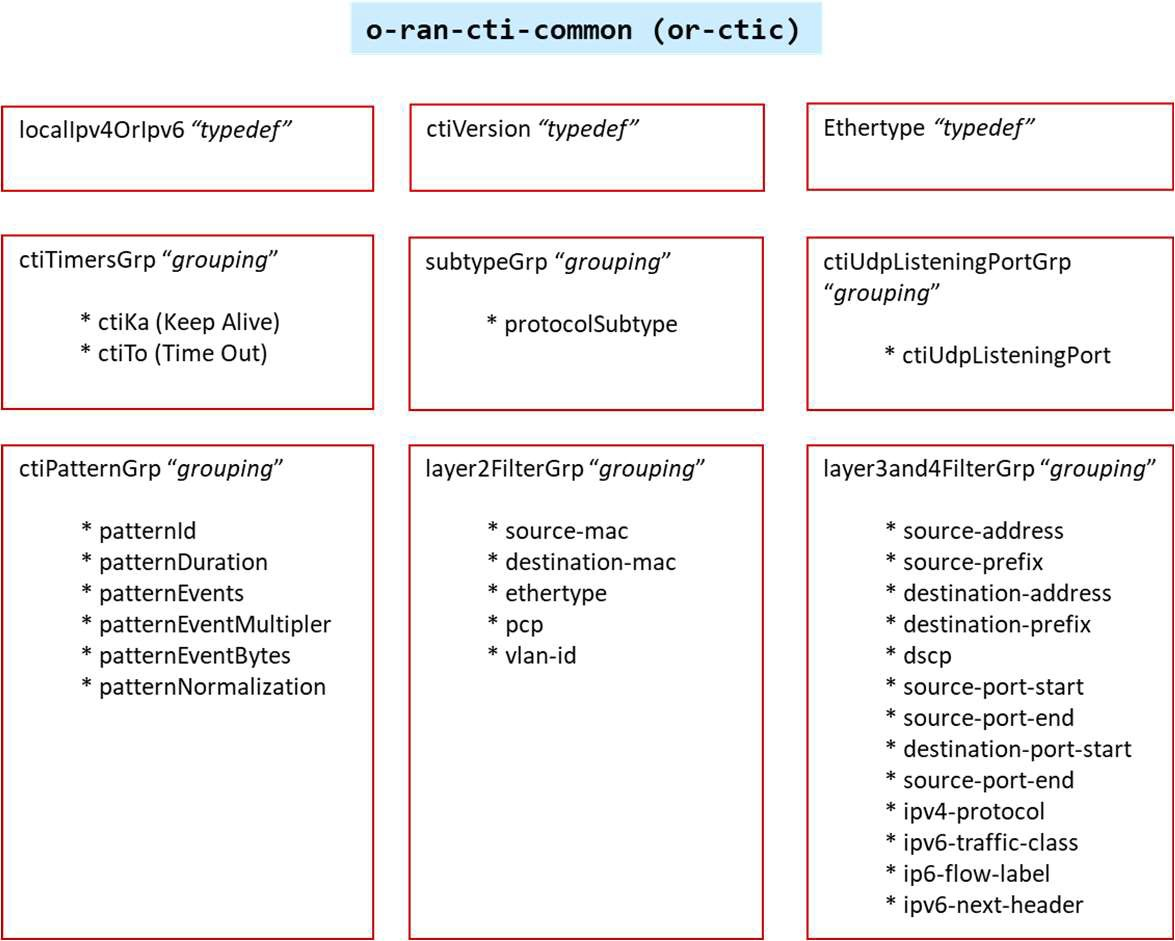 o-ran-cti-common (or-ctic)
localIpv4OrIpv6 “typedef”
ctiVersion “typedef”
Ethertype “typedef”
ctiTimersGrp “grouping”
* ctiKa (Keep Alive)
* ctiTo (Time Out)
subtypeGrp “grouping”
* protocolSubtype
ctiUdpListeningPortGrp
“grouping”
* ctiUdpListeningPort
ctiPatternGrp “grouping”
* patternId
* patternDuration
* patternEvents
* patternEventMultipler
* patternEventBytes
* patternNormalization
layer2FilterGrp “grouping”
* source-mac
* destination-mac
* ethertype
* pcp
* vlan-id
layer3and4FilterGrp “grouping”
* source-address
* source-prefix
* destination-address
* destination-prefix
* dscp
* source-port-start
* source-port-end
* destination-port-start
* source-port-end
* ipv4-protocol
* ipv6-traffic-class
* ip6-flow-label
* ipv6-next-header